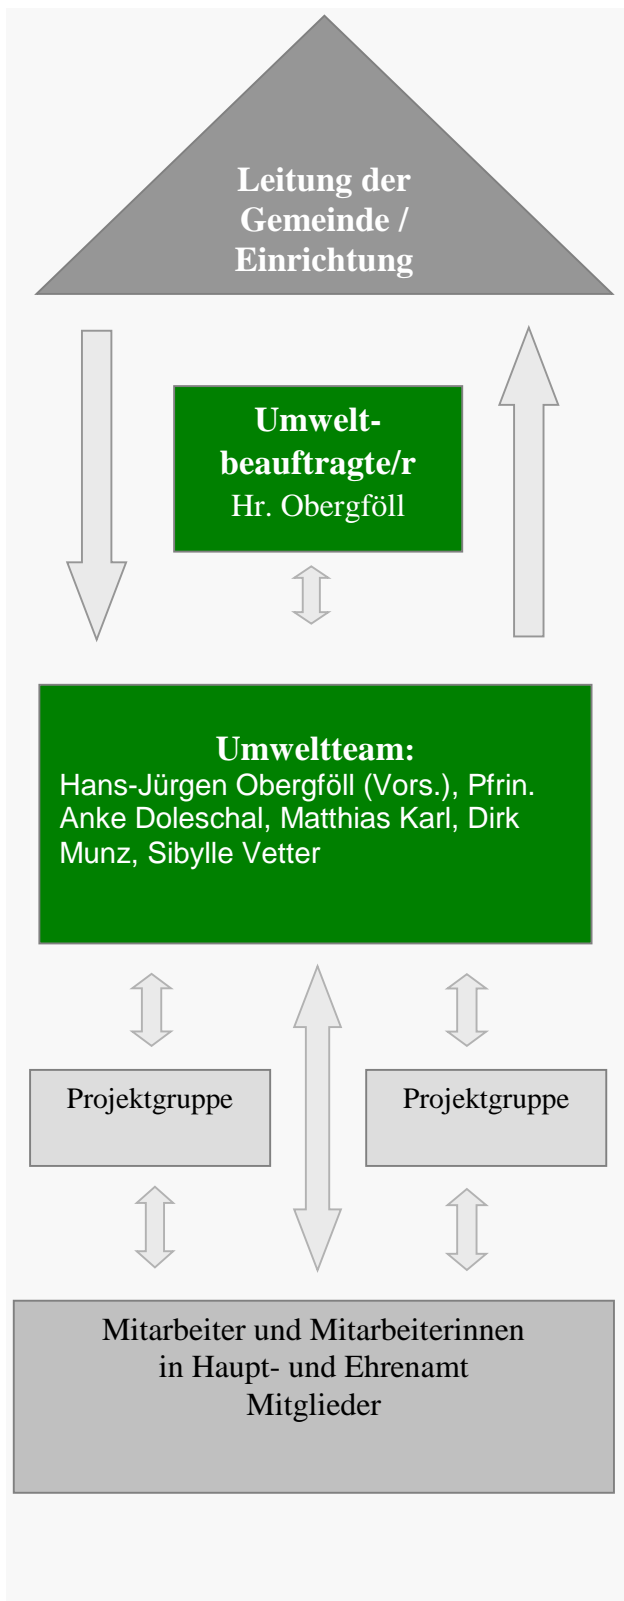 Leitung der
Gemeinde /
Einrichtung
Umwelt-
beauftragte/r
Hr. Obergföll
Umweltteam:
Hans-Jürgen Obergföll (Vors.), Pfrin.
Anke Doleschal, Matthias Karl, Dirk
Munz, Sibylle Vetter
Projektgruppe
Projektgruppe
Mitarbeiter und Mitarbeiterinnen
in Haupt- und Ehrenamt
Mitglieder